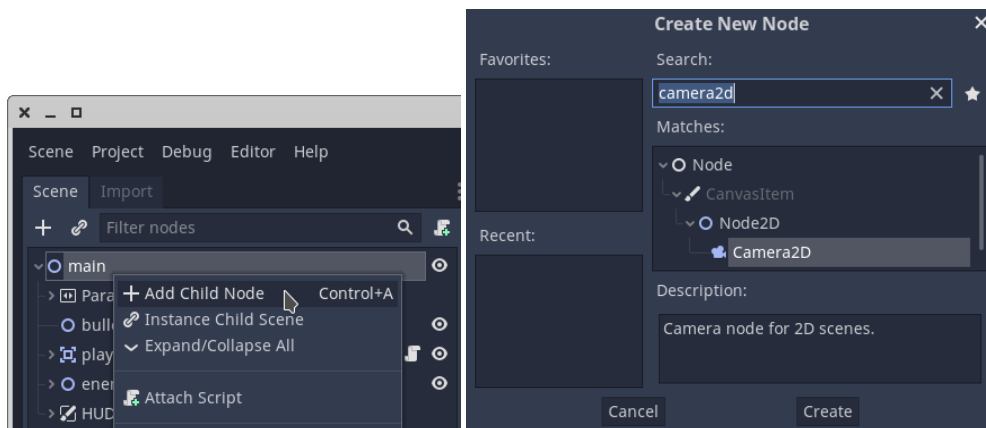 Scene Project Debug Editor Help
Scene Import
Filter nodes
main
Add Child Node Control+A
Instance Child Scene
Expand/Collapse All
Attach Script
HUD
Create New Node
Favorites:
Recent:
Search:
camera2d
Matches:
Node
CanvasItem
Node2D
Camera2D
Description:
Camera node for 2D scenes.
Cancel
Create